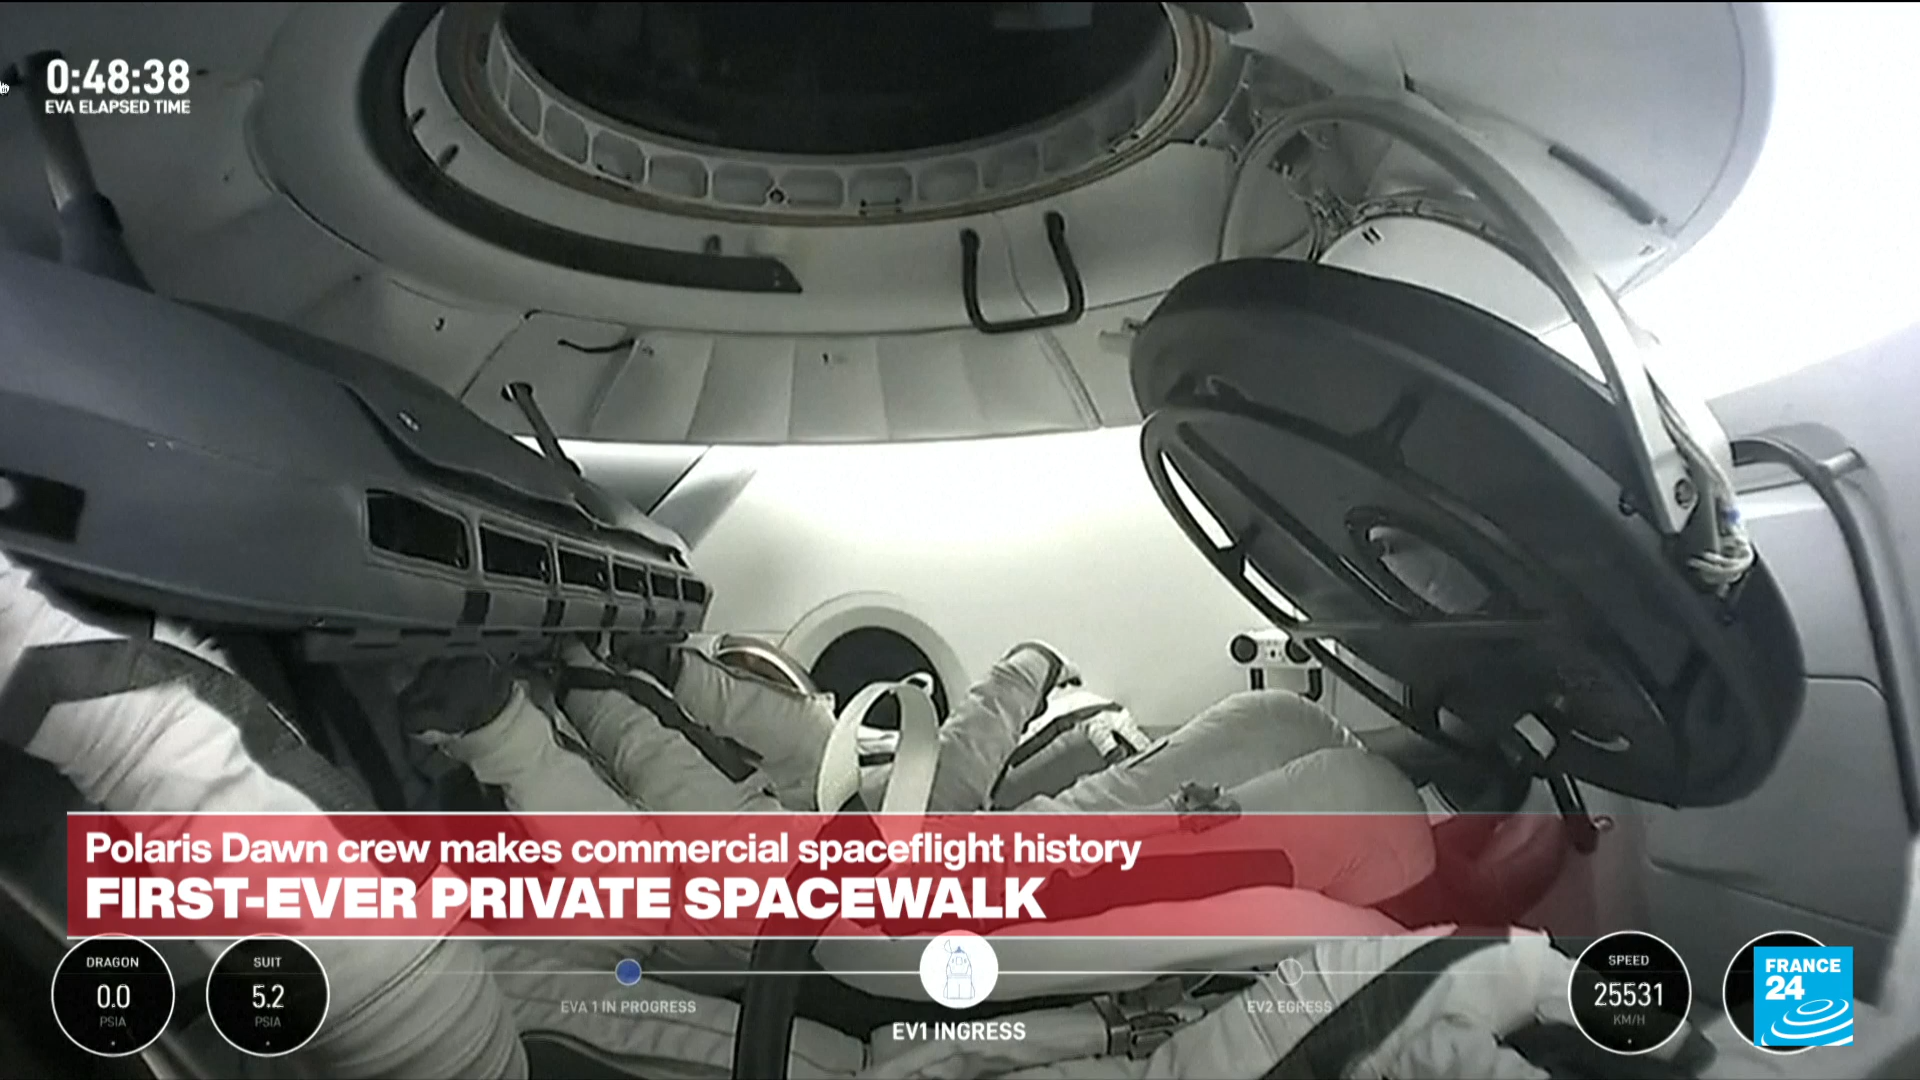 0:48:38
EVA ELAPSED TIME
Polaris Dawn crew makes commercial spaceflight history
FIRST-EVER PRIVATE SPACEWALK
DRAGON
0.0
PSIA
SUIT
5.2
PSIA
EVA 1 IN PROGRESS
EV1 INGRESS
EV2 EGRESS
SPEED
25531
KM/H
FRANCE
24